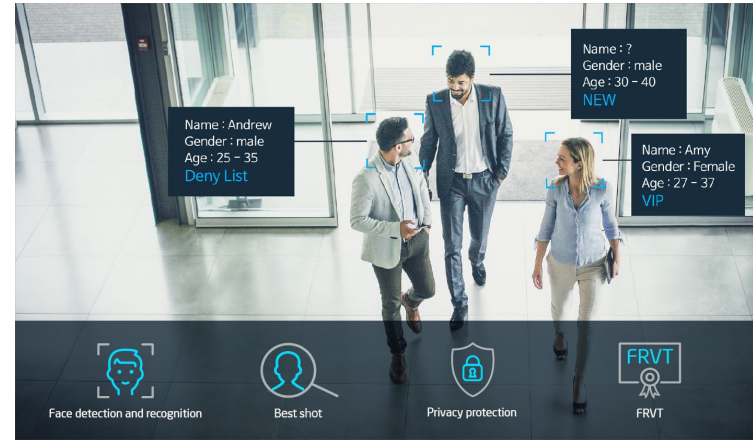 Name : ?
Gender : male
Age : 30 - 40
NEW
Name : Andrew
Gender : male
Age : 25 - 35
Deny List
Name : Amy
Gender : Female
Age : 27 - 37
VIP
FRVT
Face detection and recognition
Best shot
Privacy protection
FRVT